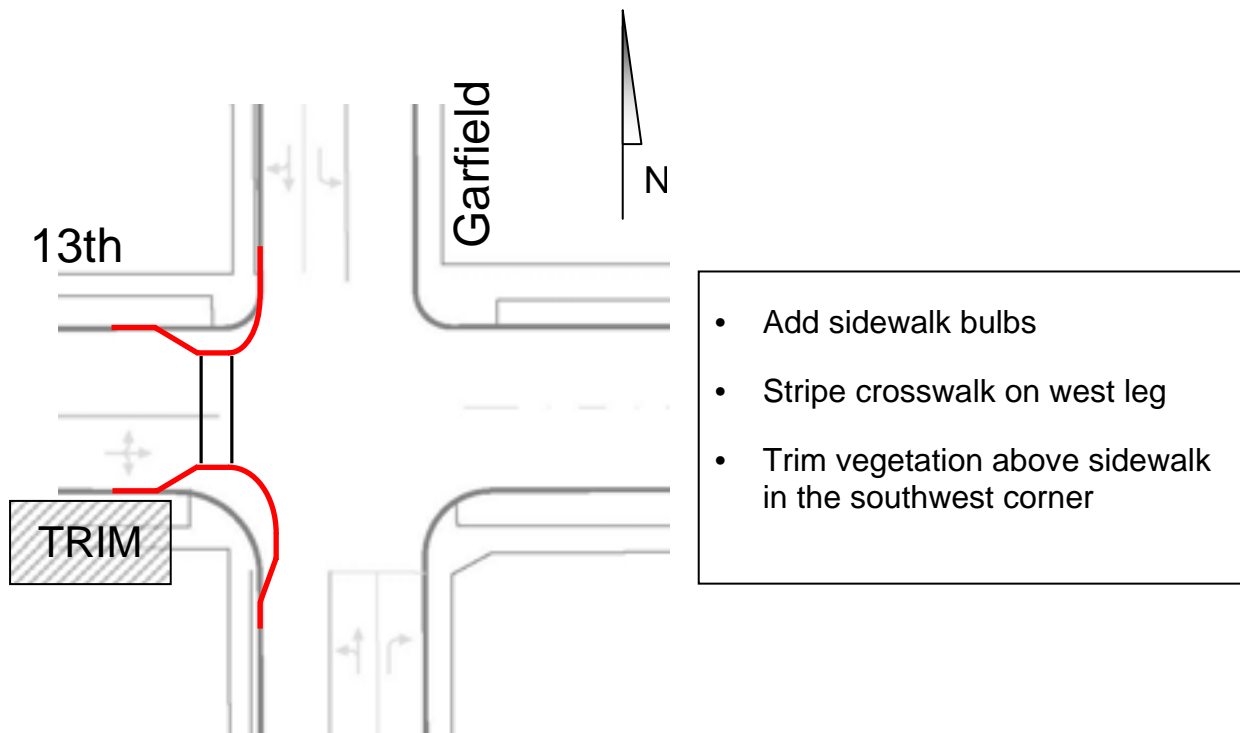 Garfield
N
13th
• Add sidewalk bulbs
• Stripe crosswalk on west leg
• Trim vegetation above sidewalk
in the southwest corner
TRIM